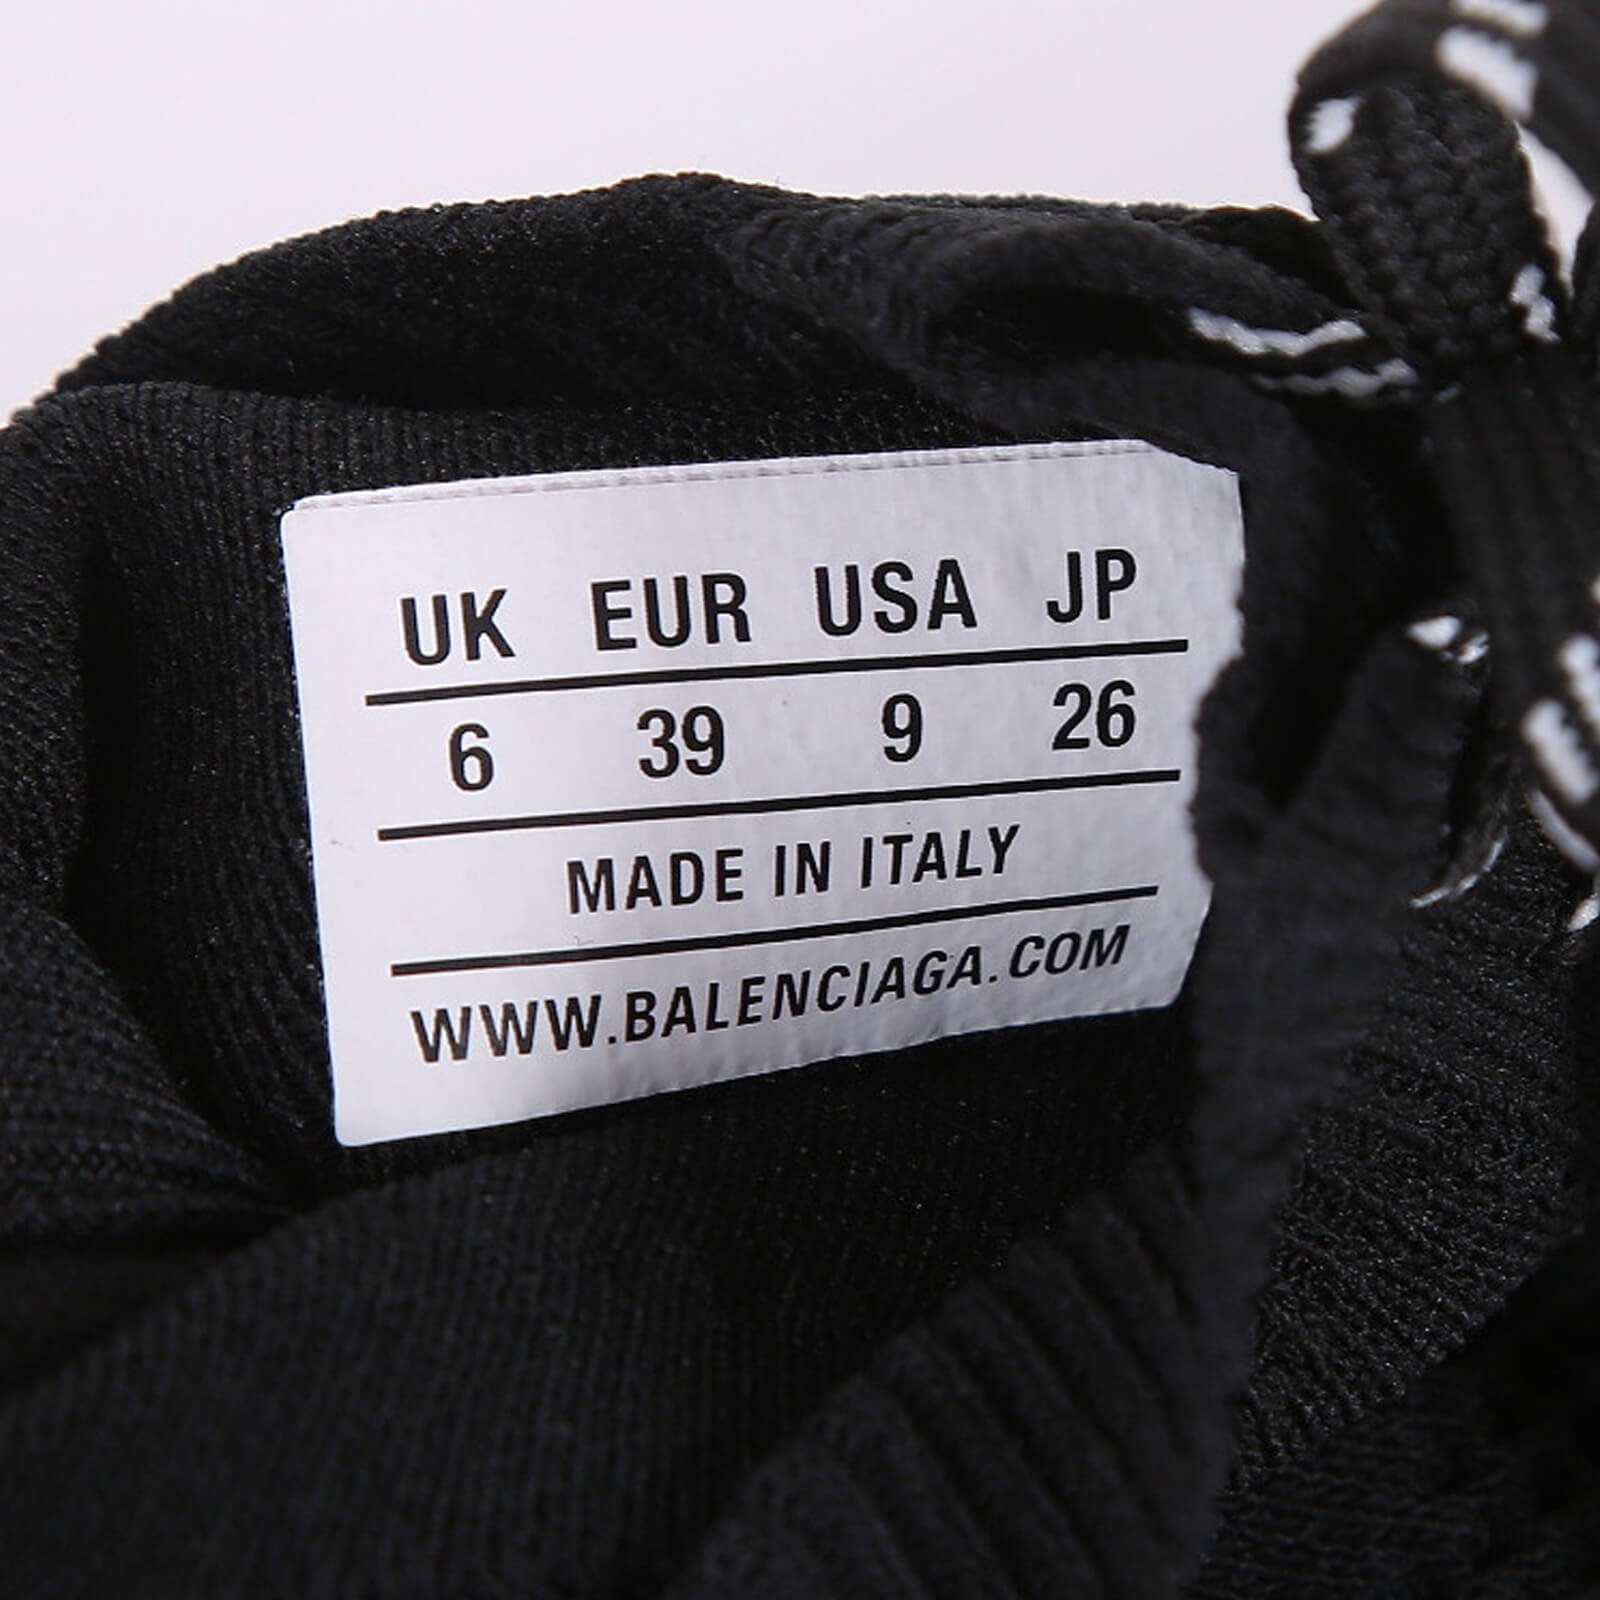 UK EUR USA JP
6 39 9 26
MADE IN ITALY
WWW.BALENCIAGA.COM